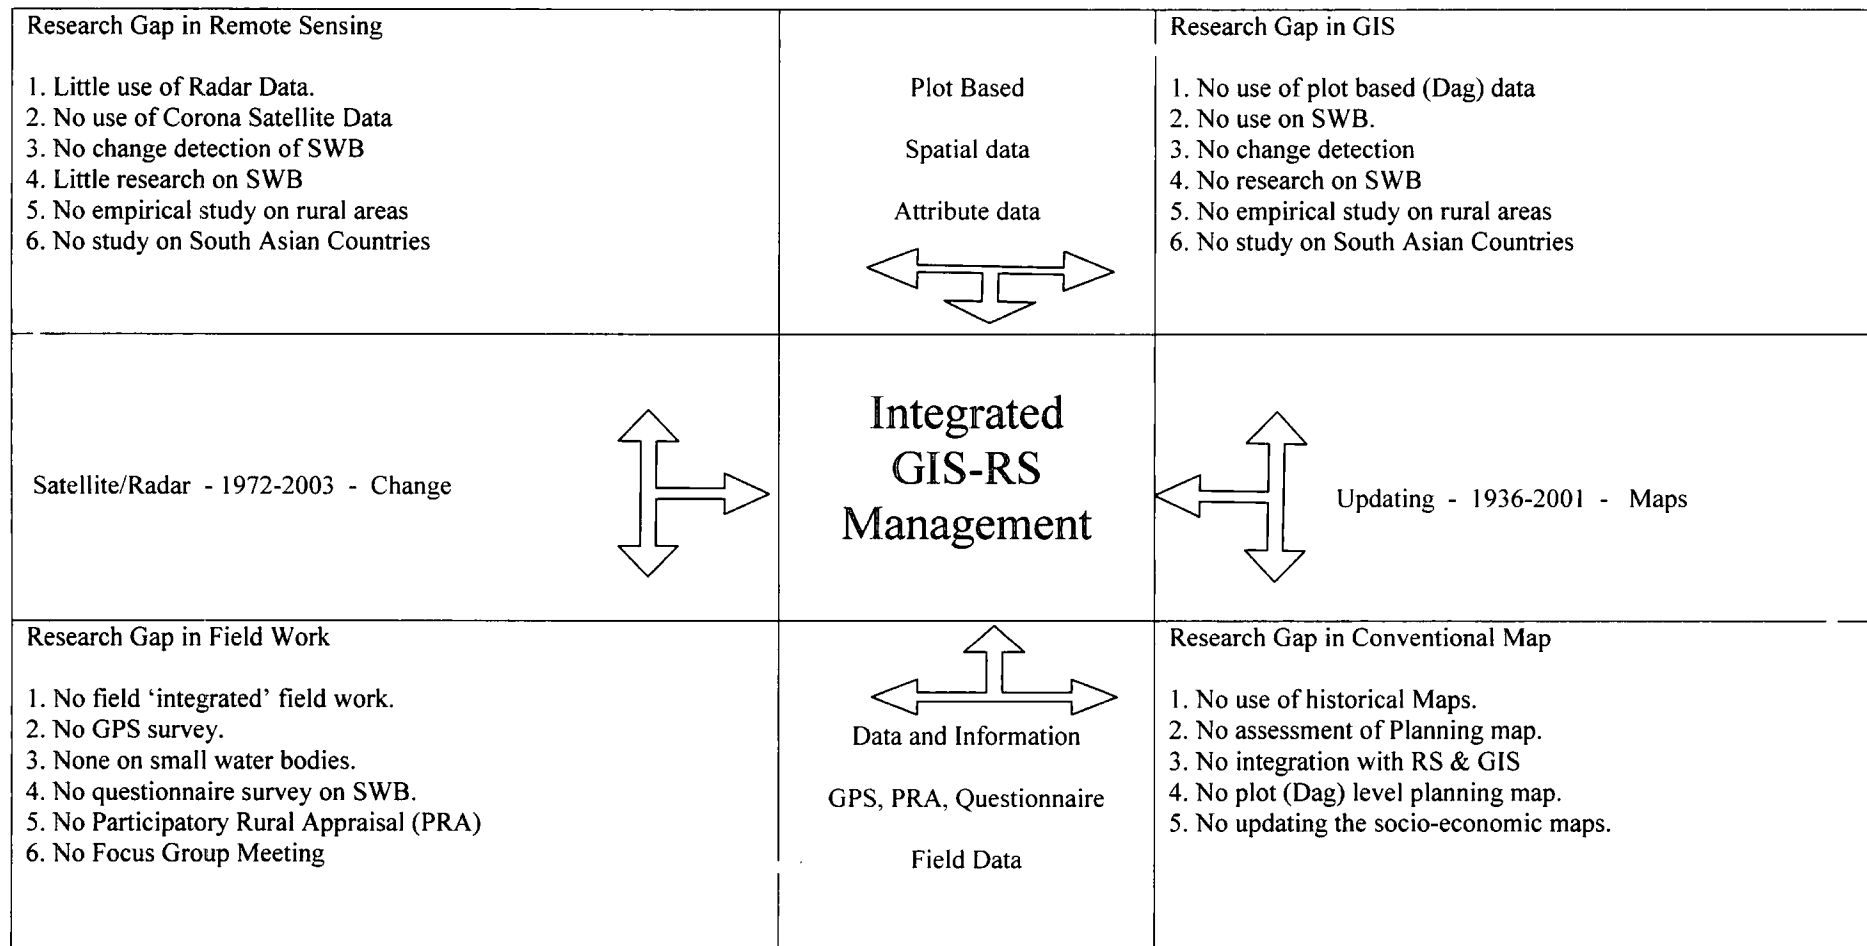 Research Gap in Remote Sensing
1. Little use of Radar Data.
2. No use of Corona Satellite Data
3. No change detection of SWB
4. Little research on SWB
5. No empirical study on rural areas
6. No study on South Asian Countries
Plot Based
Spatial data
Attribute data
Research Gap in GIS
1. No use of plot based (Dag) data
2. No use on SWB.
3. No change detection
4. No research on SWB
5. No empirical study on rural areas
6. No study on South Asian Countries
Satellite/Radar - 1972-2003 - Change
Integrated
GIS-RS
Management
Updating - 1936-2001 - Maps
Research Gap in Field Work
1. No field ‘integrated’ field work.
2. No GPS survey.
3. None on small water bodies.
4. No questionnaire survey on SWB.
5. No Participatory Rural Appraisal (PRA)
6. No Focus Group Meeting
Data and Information
GPS, PRA, Questionnaire
Field Data
Research Gap in Conventional Map
1. No use of historical Maps.
2. No assessment of Planning map.
3. No integration with RS & GIS
4. No plot (Dag) level planning map.
5. No updating the socio-economic maps.